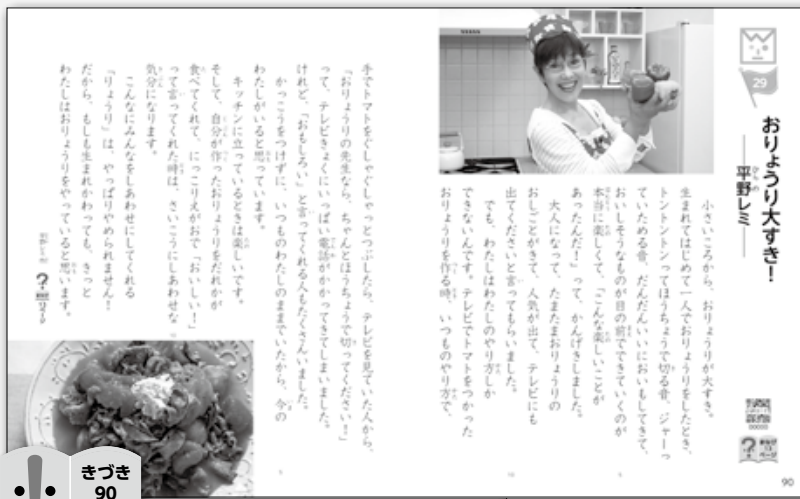 29
おりょうり大すき!
平野レミ
ひらの
小さいころから、おりょうりが大すき。
生まれてはじめて一人でおりょうりをしたとき、
トントントンってほうちょうで切る音、ジャーっ
ていためる音、だんだんいいにおいもしてきて、
おいしそうなものが目の前でできていくのが
本当に楽しくて、「こんな楽しいことが
あったんだ!」って、かんげきしました。
大人になって、たまたまおりょうりの
おしごとがきて、人気が出て、テレビにも
出てくださいと言ってもらいました。
でも、わたしはわたしのやり方しか
できないんです。テレビでトマトをつかった
おりょうりを作る時、いつものやり方で、
手でトマトをぐしゃぐしゃっとつぶしたら、テレビを見ていた人から、
「おりょうりの先生なら、ちゃんとほうちょうで切ってください!」
って、テレビきょくにいっぱい電話がかかってきてしまいました。
けれど、「おもしろい」と言ってくれる人もたくさんいました。
かっこうをつけずに、いつものわたしのままでいたから、今の
わたしがいると思っています。
キッチンに立っているときは楽しいです。
そして、自分が作ったおりょうりをだれかが
食べてくれて、にっこりえがおで「おいしい!」
って言ってくれた時は、さいこうにしあわせな
気分になります。
こんなにみんなをしあわせにしてくれる
「りょうり」は、やっぱりやめられません!
だから、もしも生まれかわっても、きっと
わたしはおりょうりをやっていると思います。
きづき
90
90